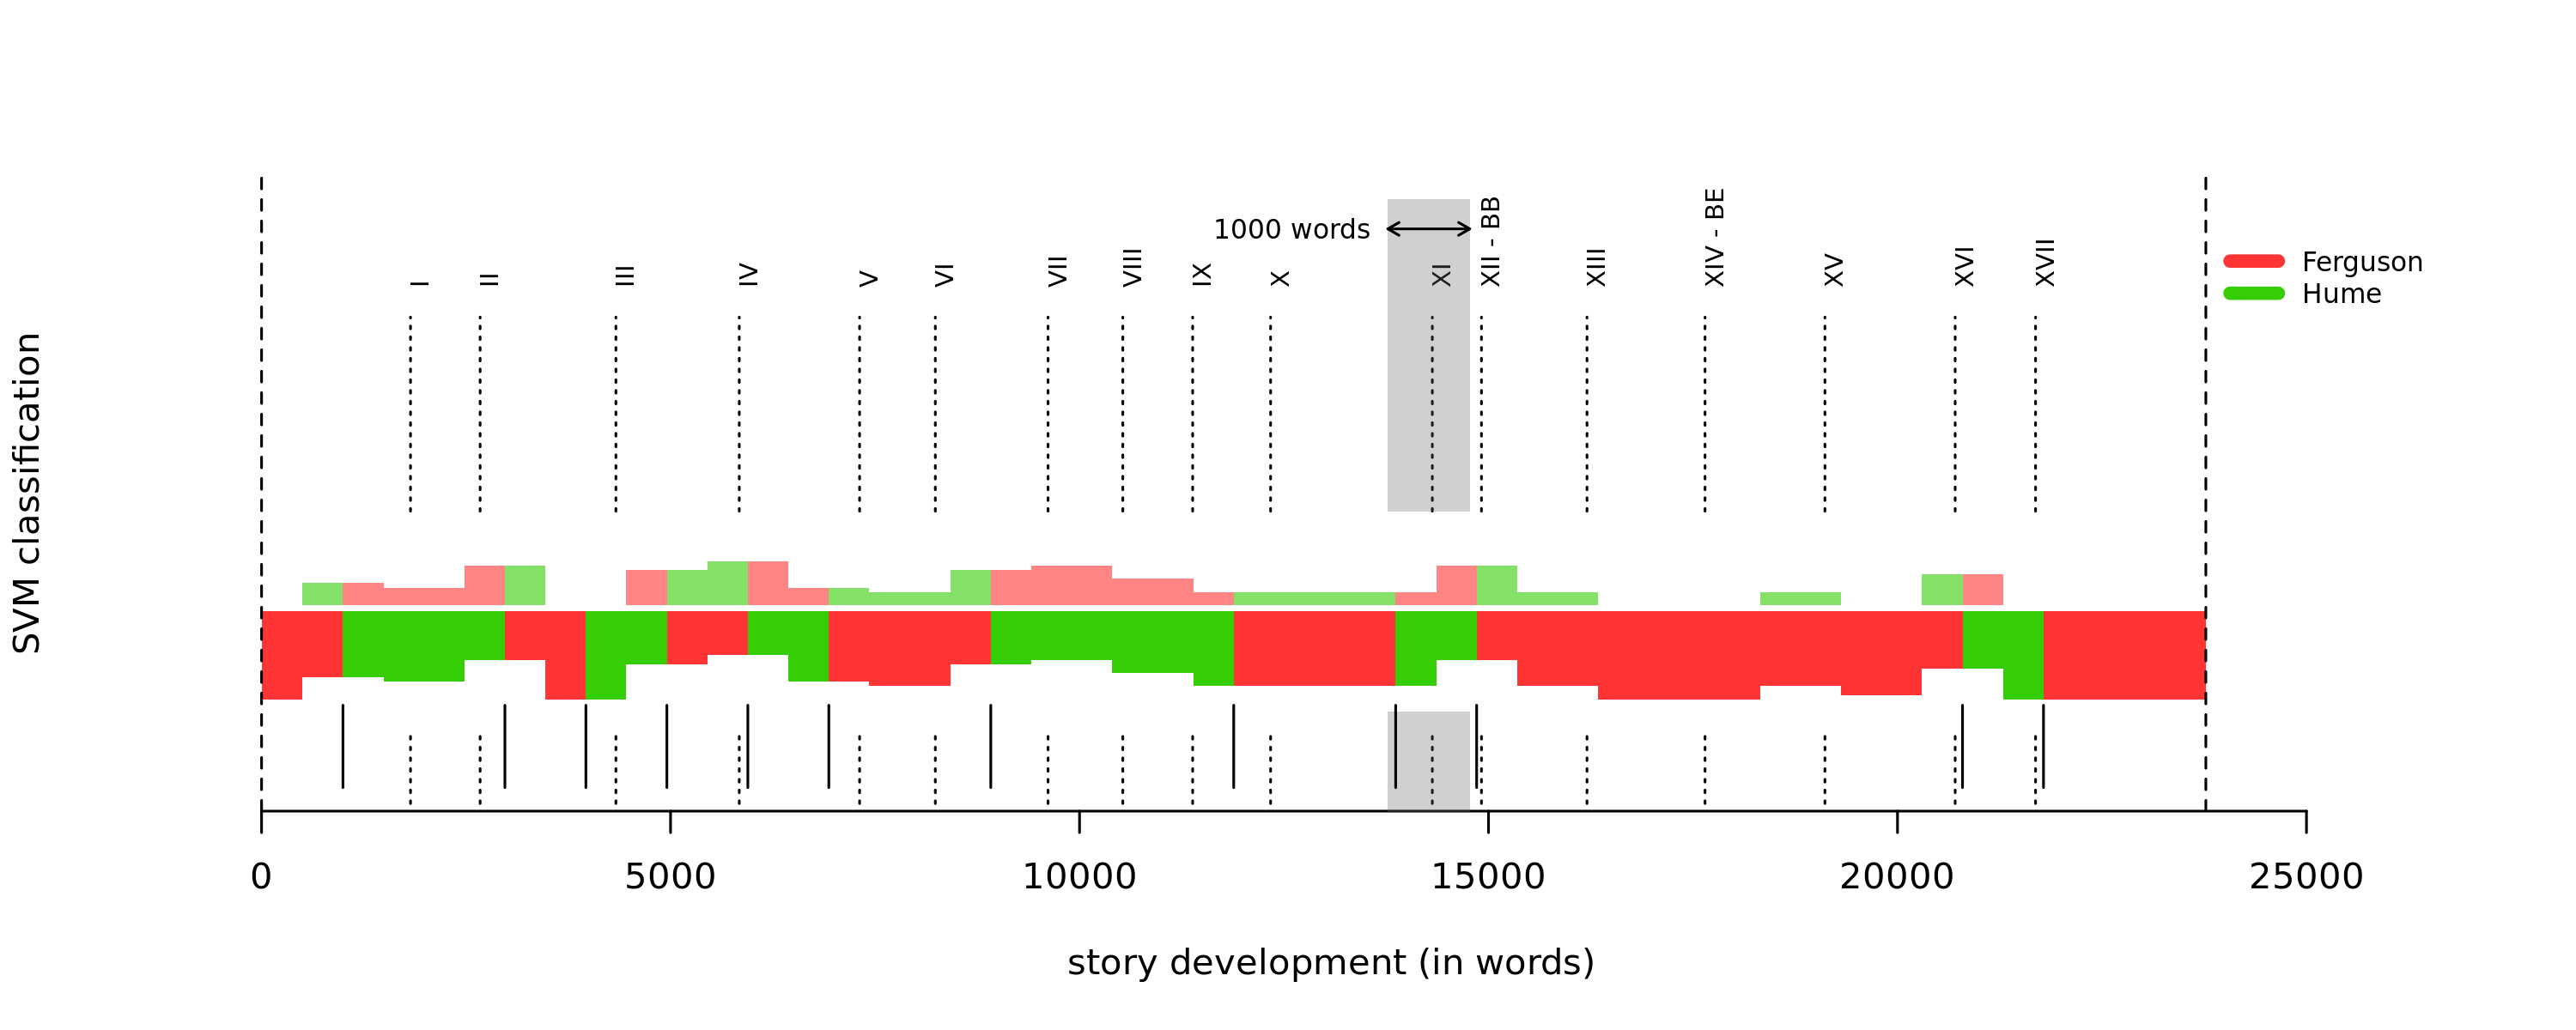 SVM classification
I
II
III
IV
V
VI
VII
VIII
IX
X
XI
XII - BB
XIII
XIV - BE
XV
XVI
XVII
1000 words
Ferguson
Hume
0 5000 10000 15000 20000 25000
story development (in words)